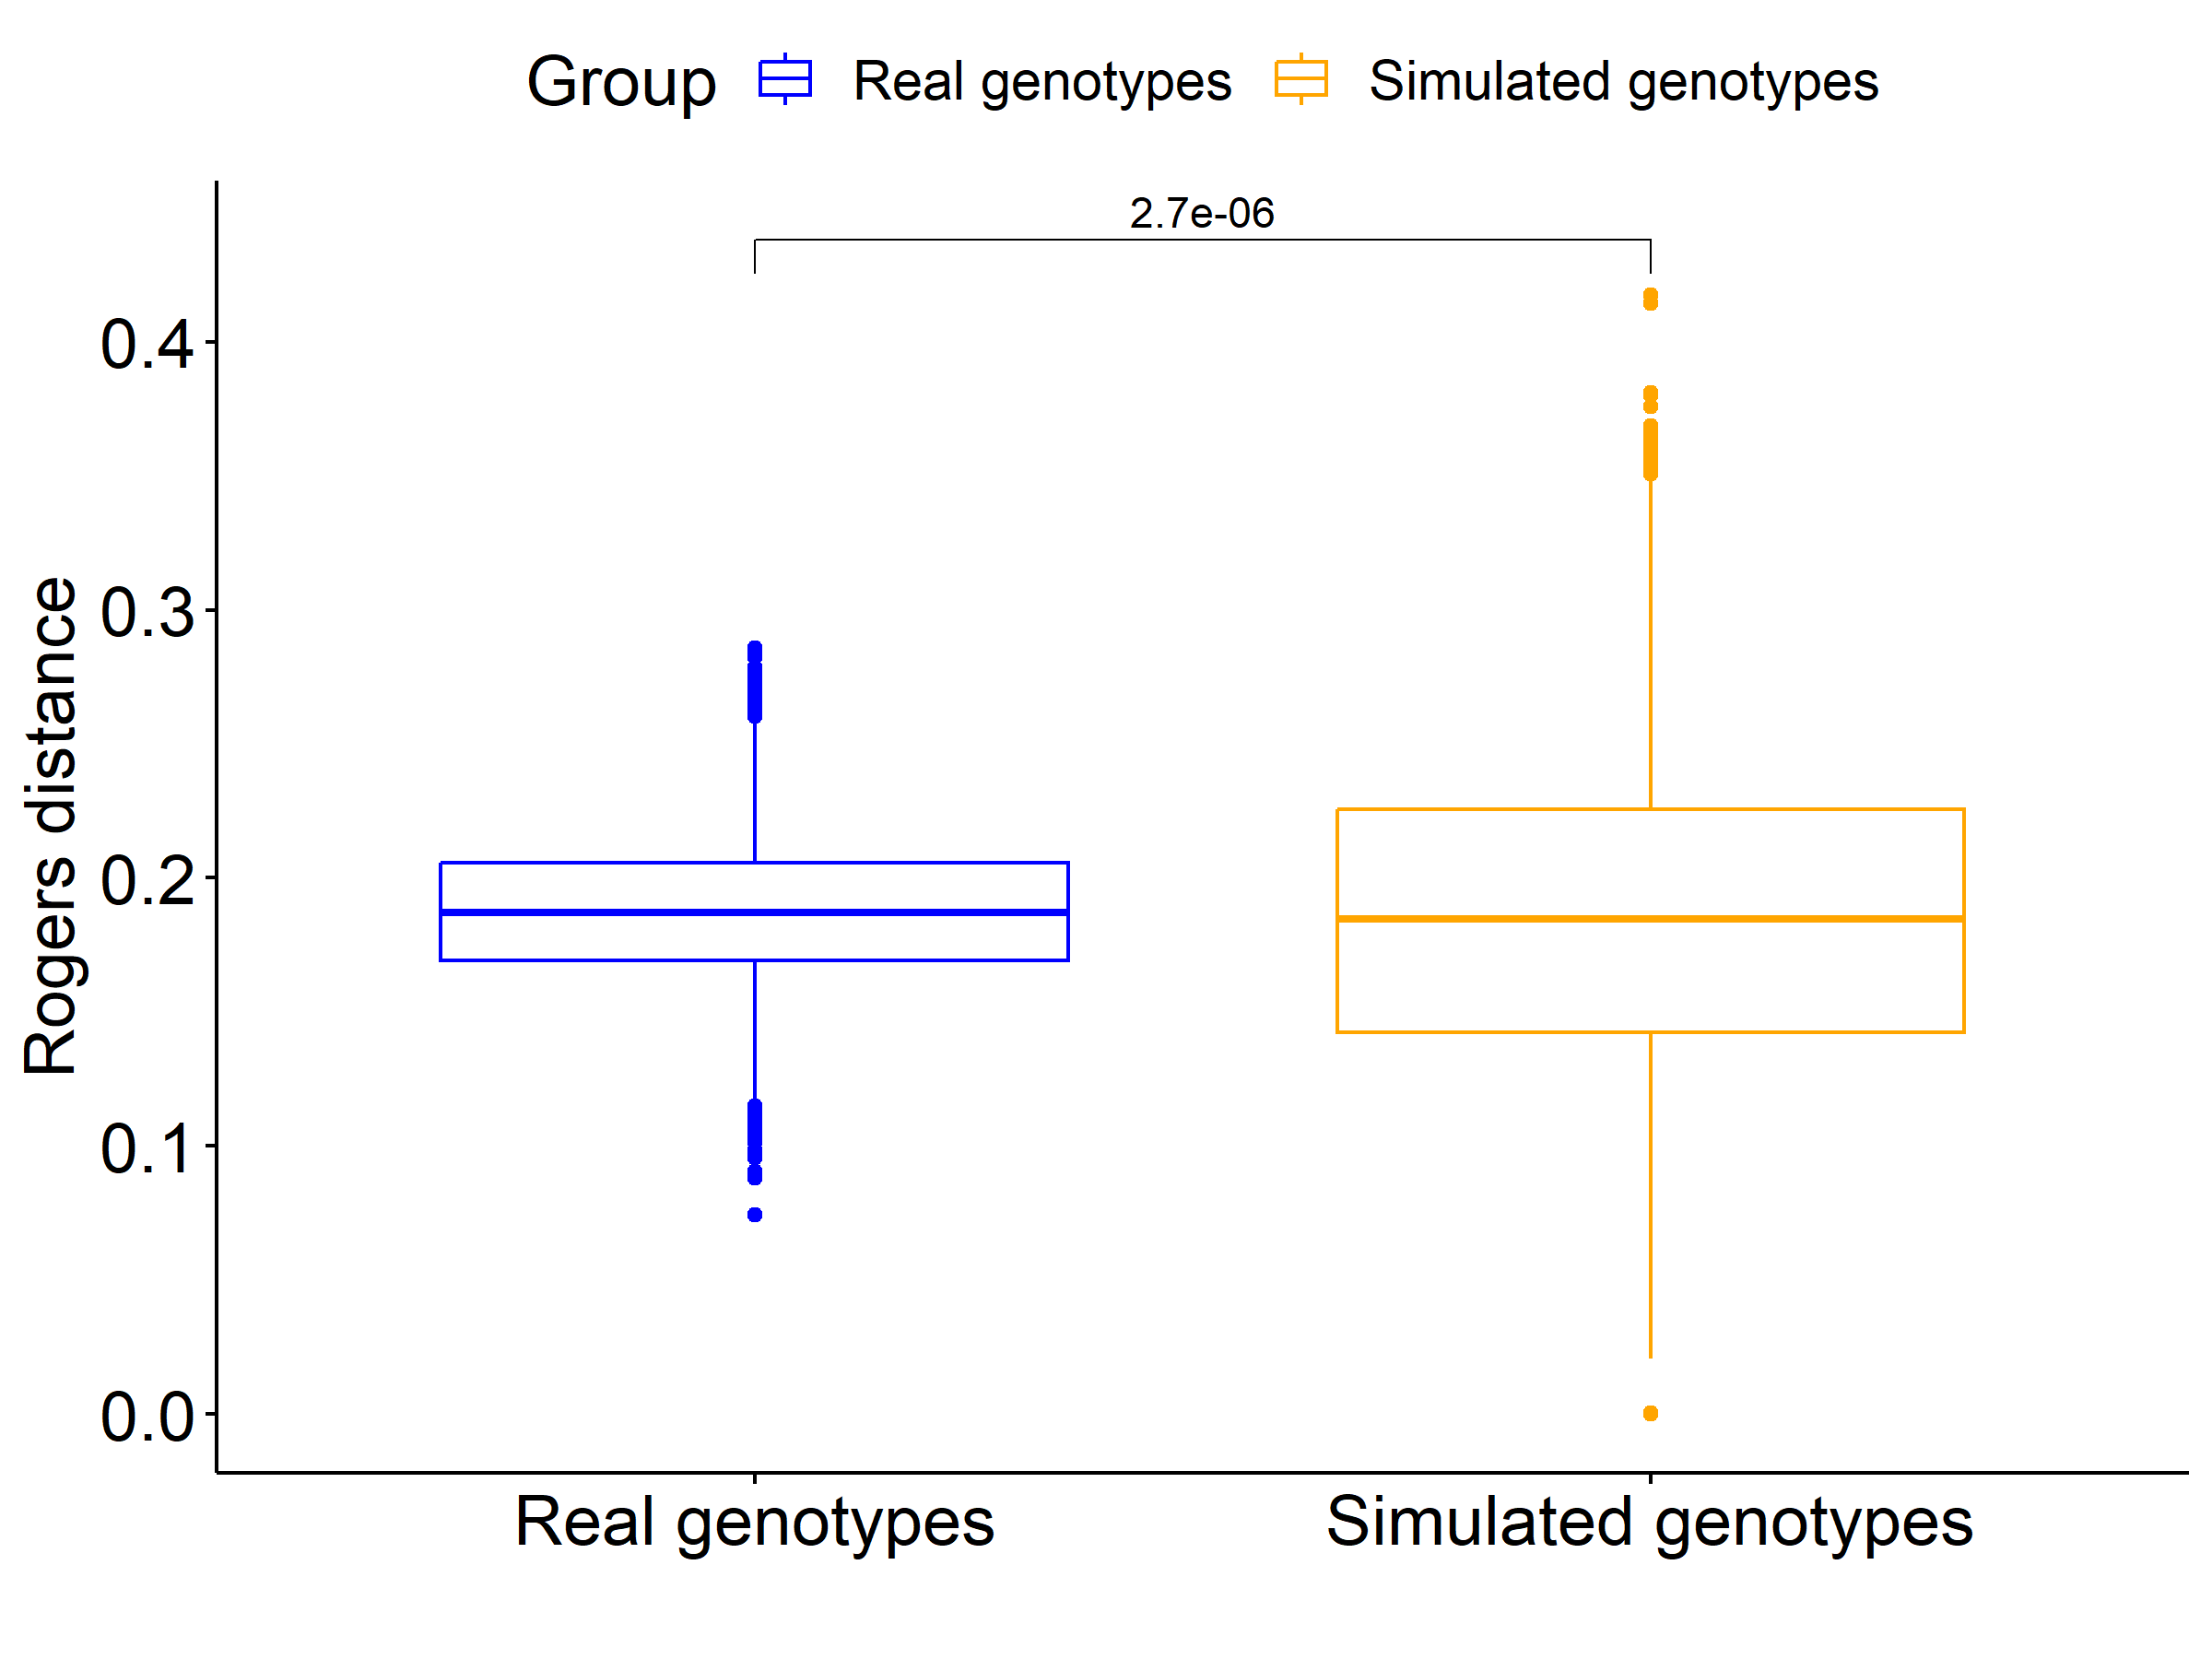 Group Real genotypes Simulated genotypes
2.7e-06
0.4
0.3
0.2
0.1
0.0
Rogers distance
Real genotypes Simulated genotypes